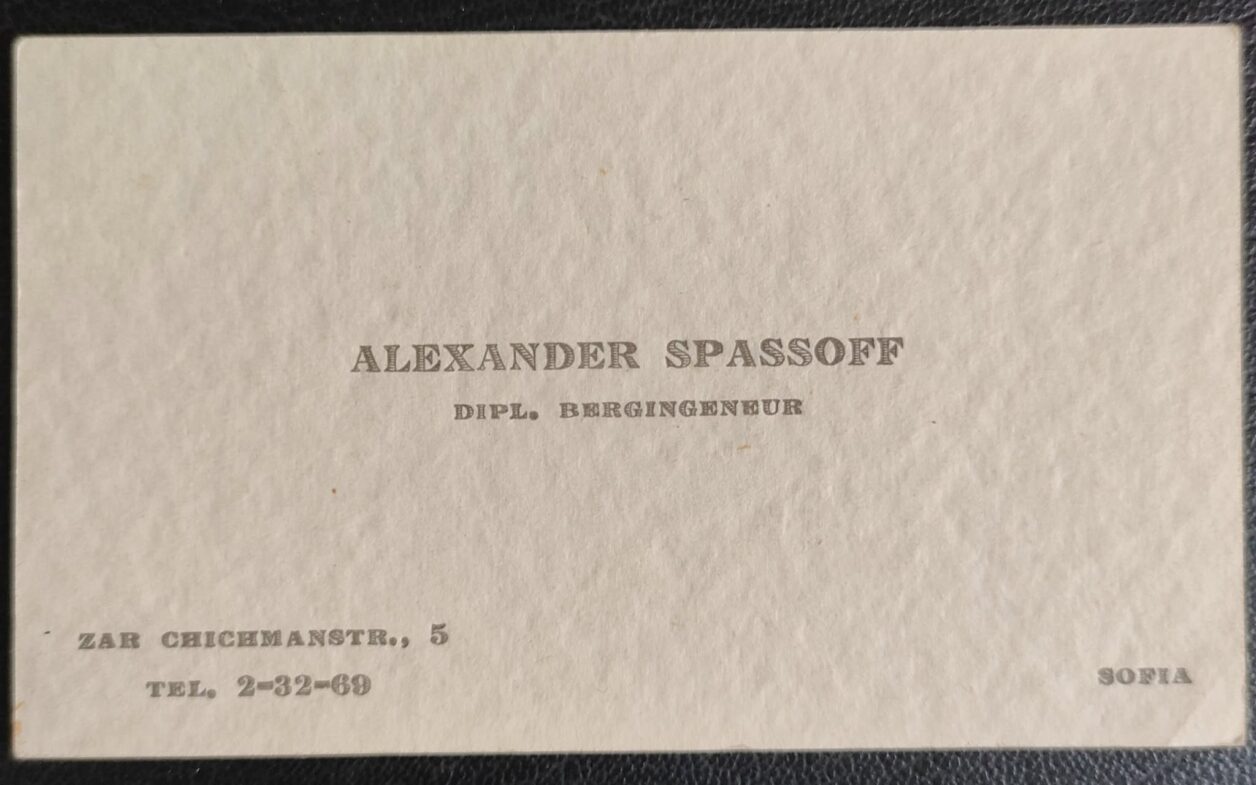 ALEXANDER SPASSOFF
DIPL. BERGINGENEUR
ZAR CHICHMANSTR., 5
TEL. 2-32-69
SOFIA